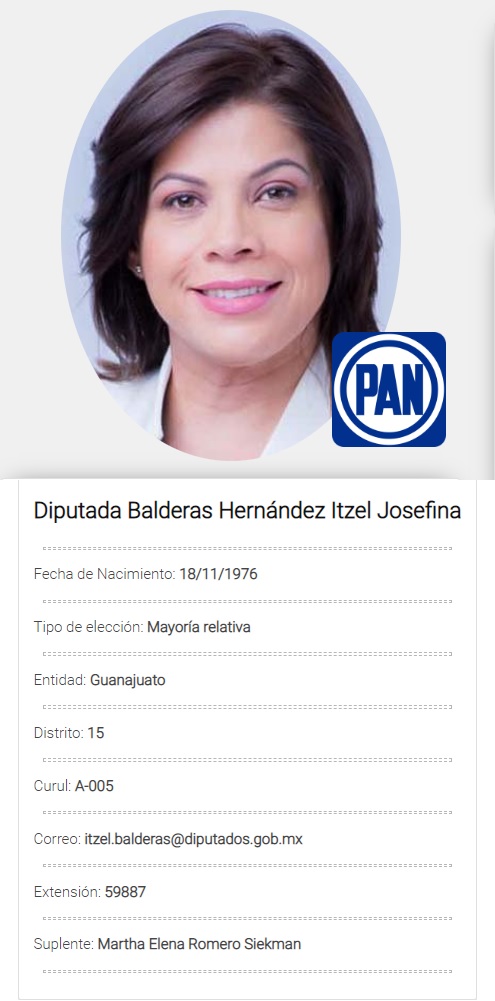 PAN
Diputada Balderas Hernández Itzel Josefina
Fecha de Nacimiento: 18/11/1976
Tipo de elección: Mayoría relativa
Entidad: Guanajuato
Distrito: 15
Curul: A-005
Correo: itzel.balderas@diputados.gob.mx
Extensión: 59887
Suplente: Martha Elena Romero Siekman